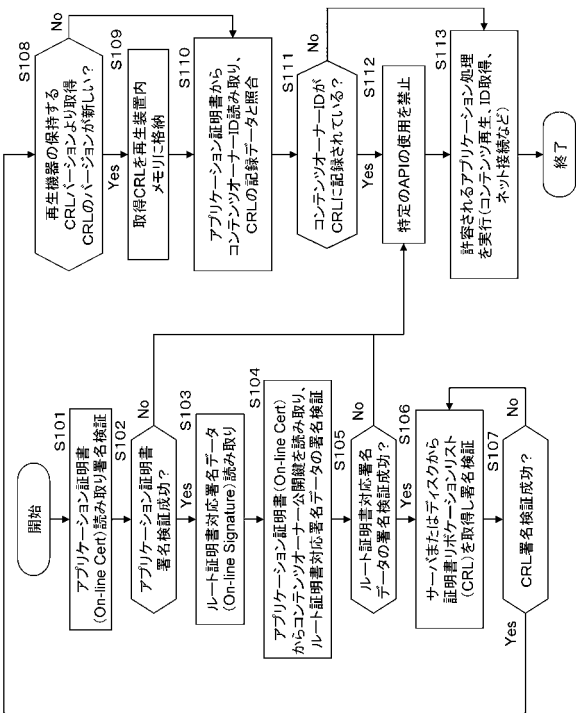 開始
S101
アプリケーション証明書
(On-line Cert)読み取り署名検証
S102
アプリケーション証明書
署名検証成功?
No
Yes
S103
ルート証明書対応署名データ
(On-line Signature)読み取り
S104
アプリケーション証明書(On-line Cert)
からコンテンツオーナー公開鍵を読み取り、
ルート証明書対応署名データの署名検証
S105
ルート証明書対応署名
データの署名検証成功?
No
Yes
S106
サーバまたはディスクから
証明書リボケーションリスト
(CRL)を取得し署名検証
S107
CRL署名検証成功?
No
Yes
S108
再生機器の保持する
CRLバージョンより取得
CRLのバージョンが新しい?
No
Yes
S109
取得CRLを再生装置内
メモリに格納
S110
アプリケーション証明書から
コンテンツオーナーID読み取り、
CRLの記録データと照合
S111
コンテンツオーナーIDが
CRLに記録されている?
No
Yes
S112
特定のAPIの使用を禁止
S113
許容されるアプリケーション処理
を実行(コンテンツ再生、ID取得、
ネット接続など)
終了